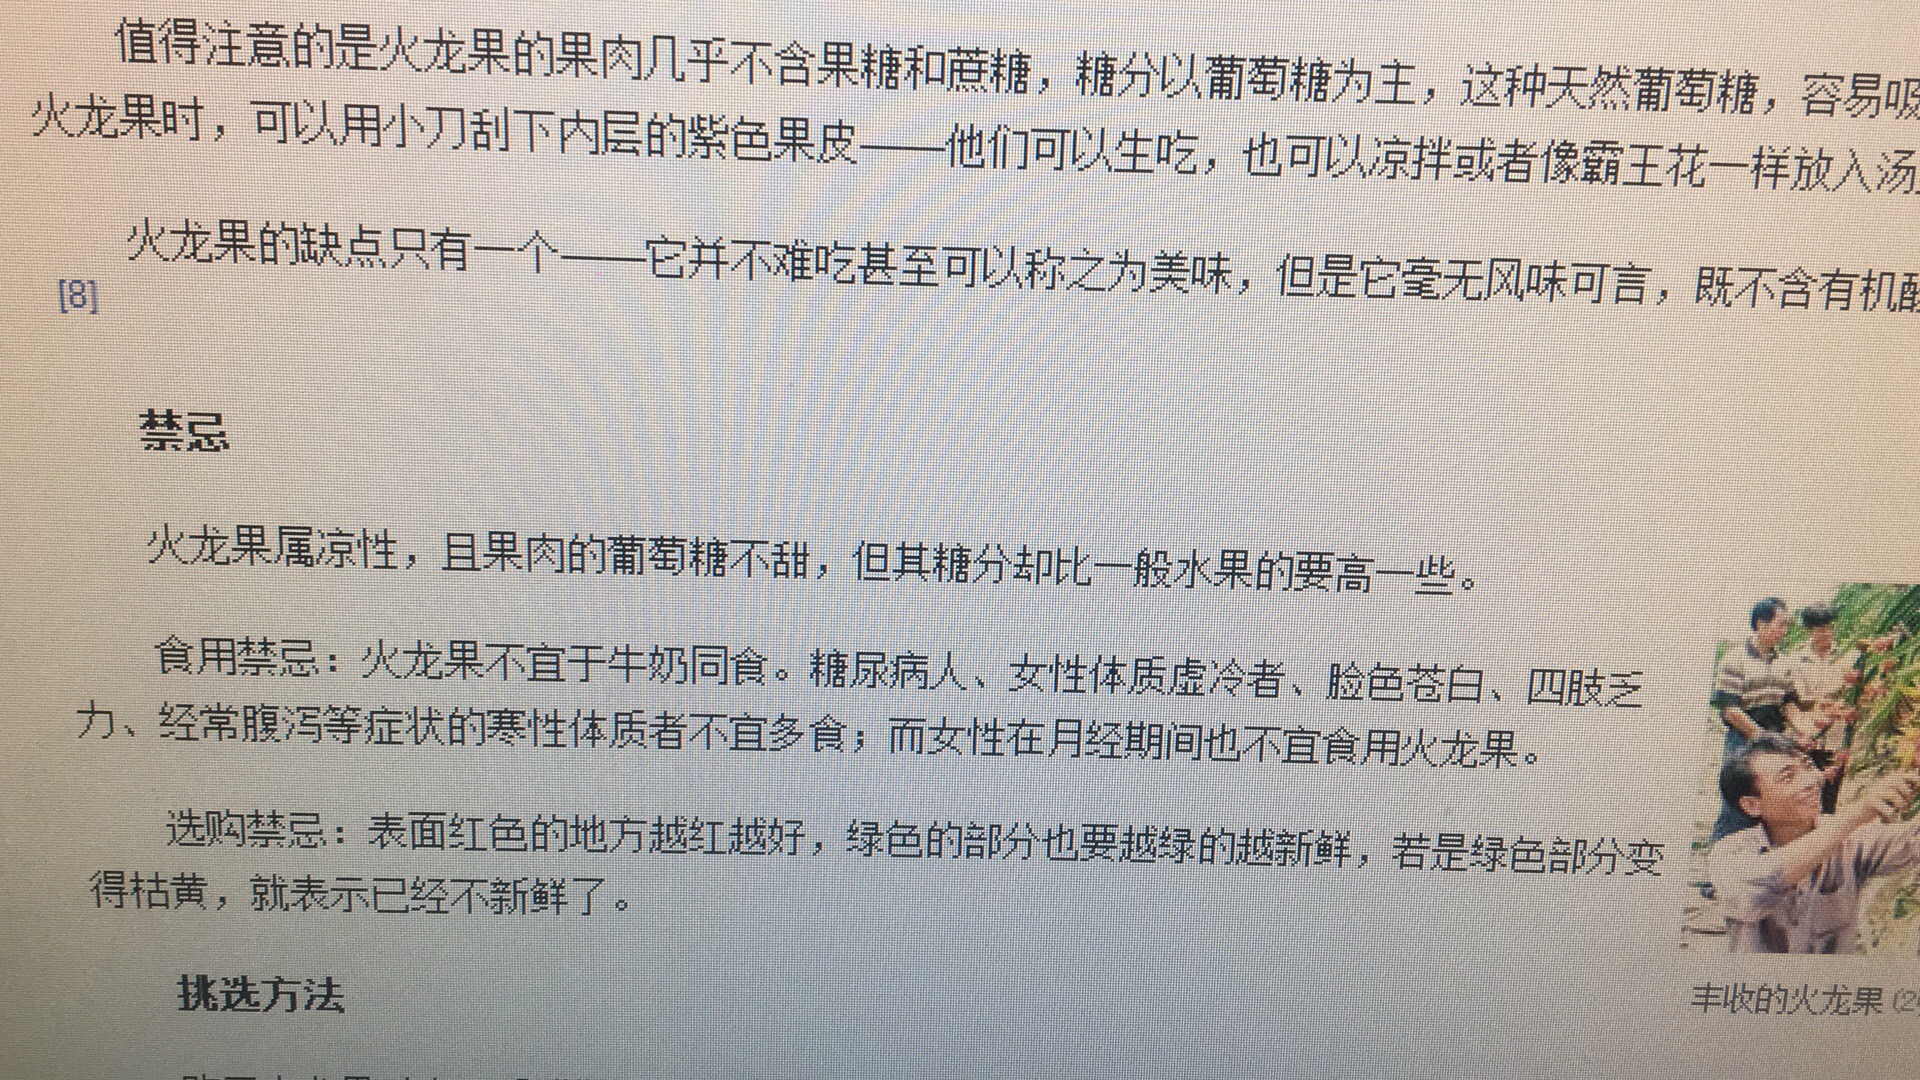 值得注意的是火龙果的果肉几乎不含果糖和蔗糖，糖分以葡萄糖为主，这种天然葡萄糖，容易吸
火龙果时，可以用小刀刮下内层的紫色果皮——他们可以生吃，也可以凉拌或者像霸王花一样放入汤
火龙果的缺点只有一个——它并不难吃甚至可以称之为美味，但是它毫无风味可言，既不含有机酸
[8]
禁忌
火龙果属凉性，且果肉的葡萄糖不甜，但其糖分却比一般水果的要高一些。
食用禁忌：火龙果不宜于牛奶同食。糖尿病人、女性体质虚冷者、脸色苍白、四肢乏
力、经常腹泻等症状的寒性体质者不宜多食；而女性在月经期间也不宜食用火龙果。
选购禁忌：表面红色的地方越红越好，绿色的部分也要越绿的越新鲜，若是绿色部分变
得枯黄，就表示已经不新鲜了。
丰收的火龙果
挑选方法